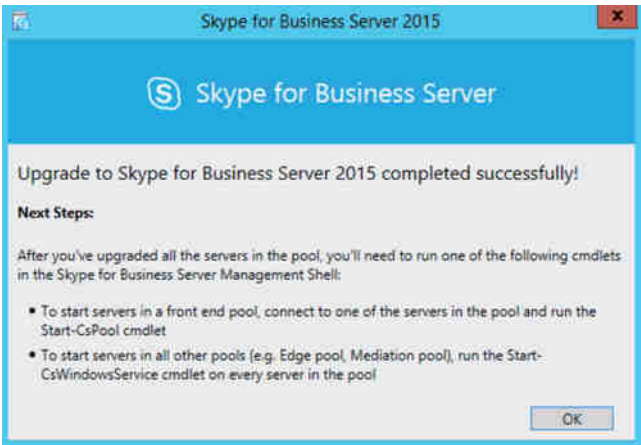 Skype for Business Server 2015
x
S Skype for Business Server
Upgrade to Skype for Business Server 2015 completed successfully!
Next Steps:
After you've upgraded all the servers in the pool, you'll need to run one of the following cmdlets
in the Skype for Business Server Management Shell:
• To start servers in a front end pool, connect to one of the servers in the pool and run the
Start-CsPool cmdlet
• To start servers in all other pools (e.g. Edge pool, Mediation pool), run the Start-
CsWindowsService cmdlet on every server in the pool
OK